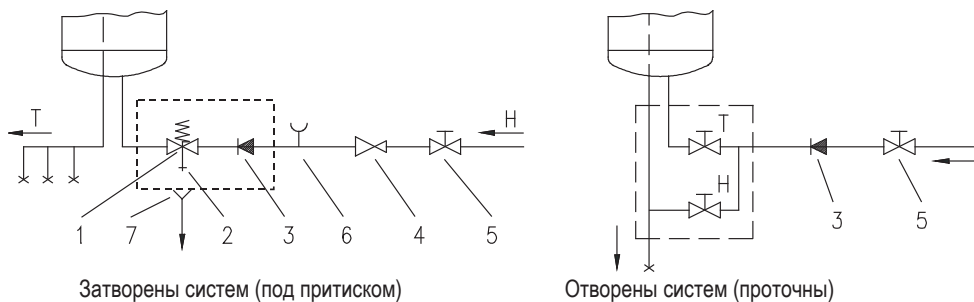 T
H
T
H
1 7 2 3 6 4 5
3 5
Затворены систем (под притиском)
Отворены систем (проточны)